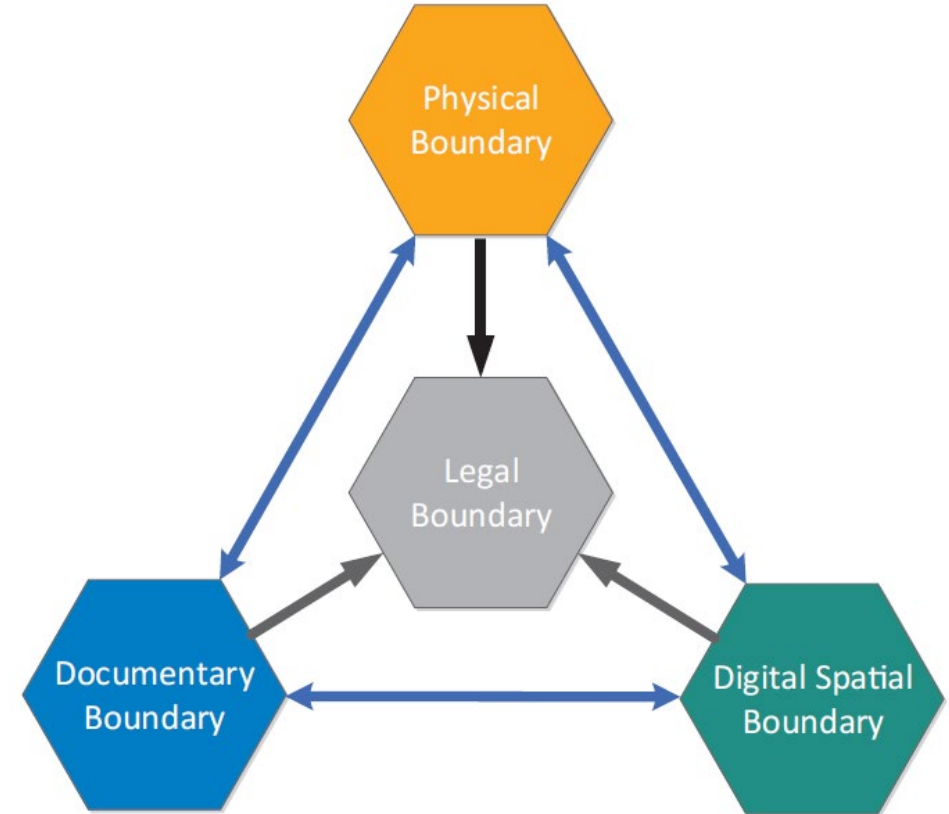 Physical
Boundary
Legal
Boundary
Documentary
Boundary
Digital Spatial
Boundary